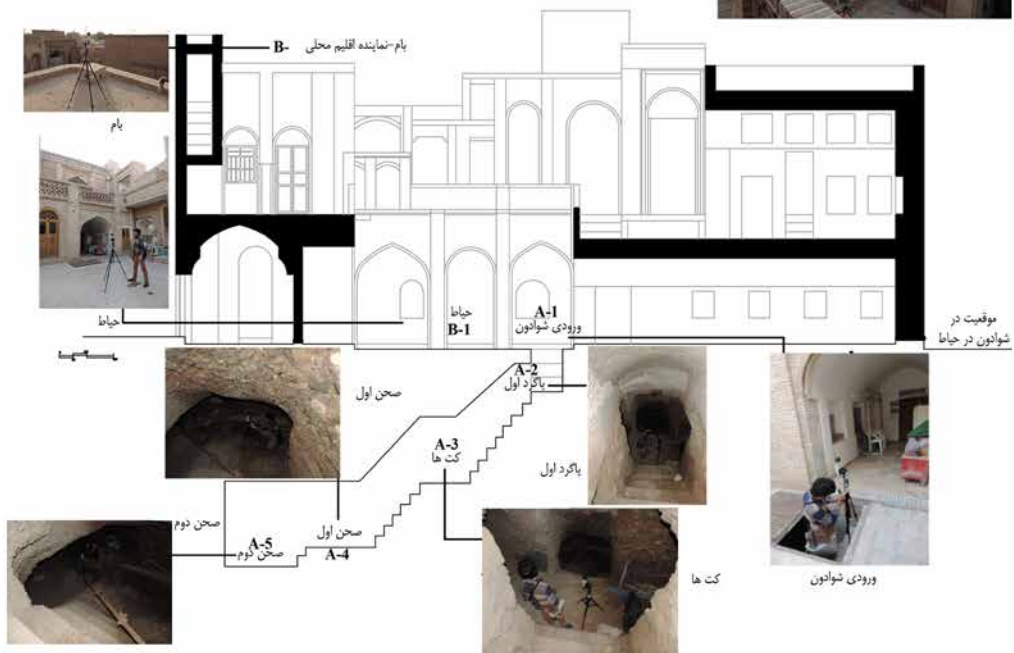 B- بام-نماینده اقلیم محلی
بام
حیاط
B-1
A-1
ورودی شوادون
حیاط
موقعیت در
شوادون در حیاط
A-2
پاگرد اول
صحن اول
A-3
کت ها
پاگرد اول
صحن دوم
صحن اول
A-4
A-5
صحن دوم
کت ها
ورودی شوادون